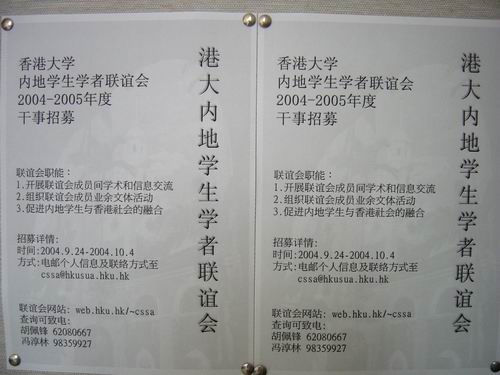 香港大学
内地学生学者联谊会
2004-2005年度
干事招募
港大内地学生学者联谊会
联谊会职能:
1.开展联谊会成员间学术和信息交流
2.组织联谊会成员业余文体活动
3.促进内地学生与香港社会的融合
招募详情:
时间:2004.9.24-2004.10.4
方式:电邮个人信息及联络方式至
cssa@hkusua.hku.hk
联谊会网站: web.hku.hk/~cssa
查询可致电:
胡佩锋 62080667
冯淳林 98359927
香港大学
内地学生学者联谊会
2004-2005年度
干事招募
港大内地学生学者联谊会
联谊会职能:
1.开展联谊会成员间学术和信息交流
2.组织联谊会成员业余文体活动
3.促进内地学生与香港社会的融合
招募详情:
时间:2004.9.24-2004.10.4
方式:电邮个人信息及联络方式至
cssa@hkusua.hku.hk
联谊会网站: web.hku.hk/~cssa
查询可致电:
胡佩锋 62080667
冯淳林 98359927